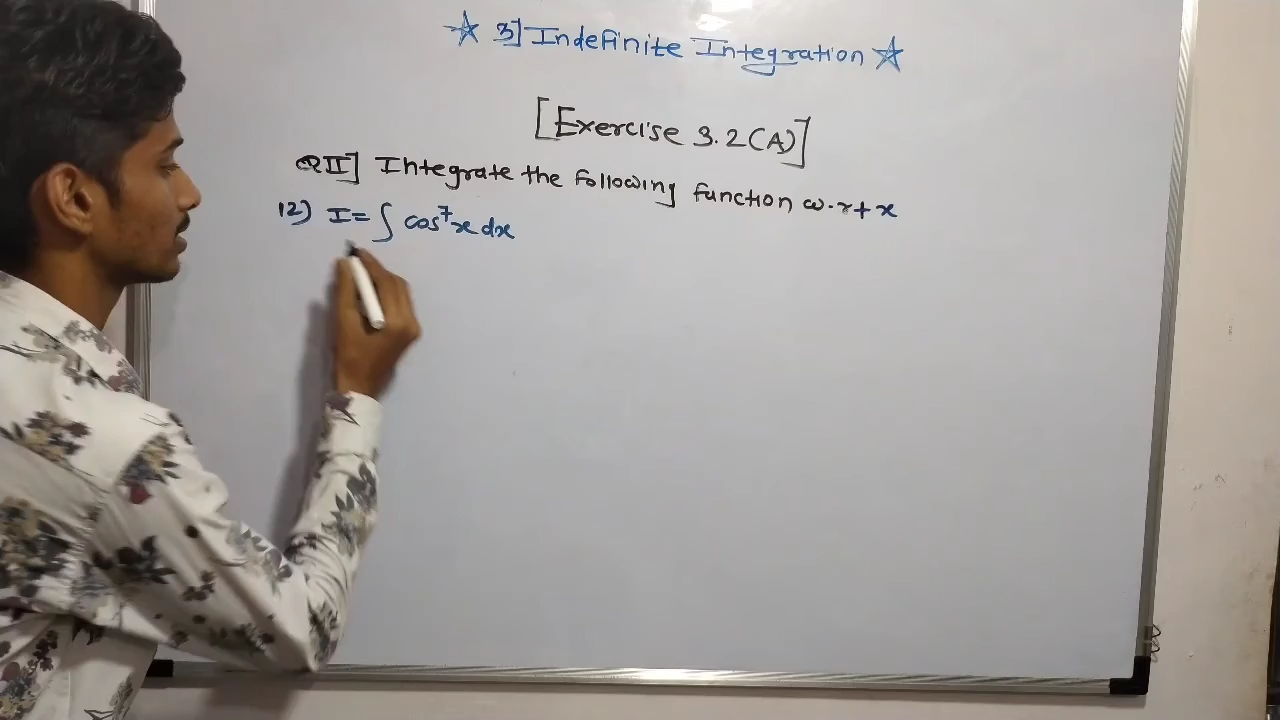 ☆ 3] Indefinite Integration ☆
[Exercise 3.2(A)]
QII] Integrate the following function w.r.t x
12) I = ∫ cos⁷x dx